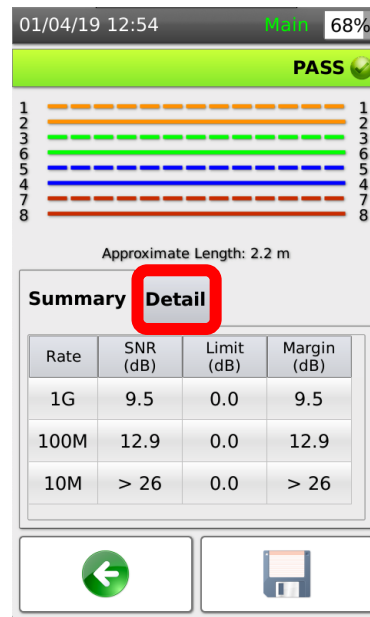 01/04/19 12:54 Main 68%
PASS
1 1
2 2
3 3
6 6
5 5
4 4
7 7
8 8
Approximate Length: 2.2 m
Summary Detail
Rate SNR (dB) Limit (dB) Margin (dB)
1G 9.5 0.0 9.5
100M 12.9 0.0 12.9
10M > 26 0.0 > 26